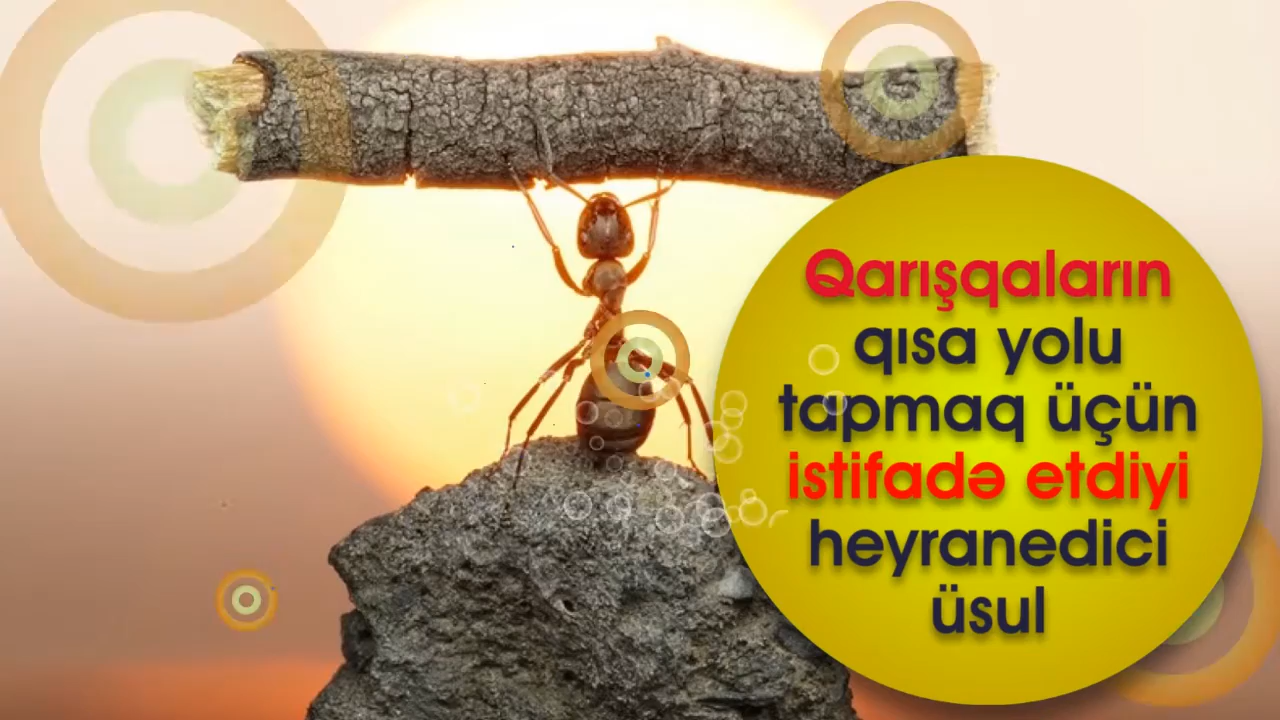 Qarışqaların
qısa yolu
tapmaq üçün
istifadə etdiyi
heyranedici
üsul